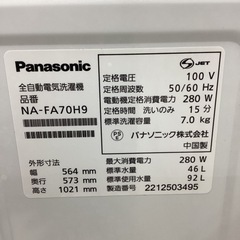 Panasonic
JET
全自動電気洗濯機
品番
NA-FA70H9
定格電圧 100 V
定格周波数 50/60 Hz
電動機定格消費電力 280 W
定格時間 洗いのみ 15 分
標準洗濯容量 7.0 kg
PSE
パナソニック株式会社
中国製
外形寸法
幅 564 mm
奥行 573 mm
高さ 1021 mm
最大消費電力 280 W
標準水量 46 L
標準使用水量 92 L
製造番号 2212503495